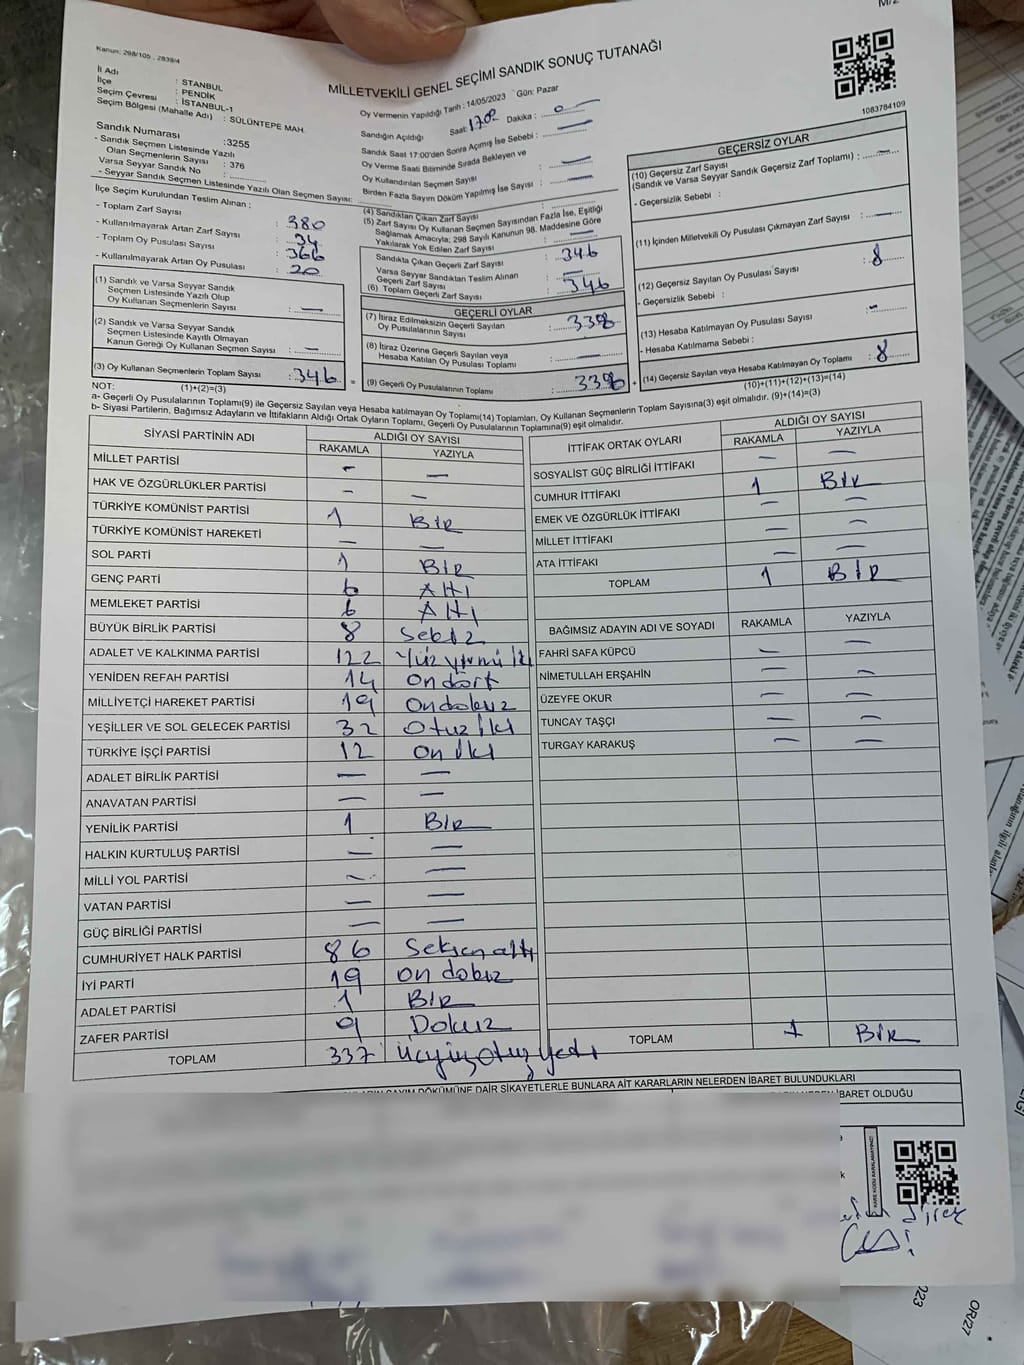 M/2
Kanun: 298/105 , 2839/4
MİLLETVEKİLİ GENEL SEÇİMİ SANDIK SONUÇ TUTANAĞI
1083784109
İl Adı : STANBUL
İlçe : PENDİK
Seçim Çevresi : İSTANBUL-1
Seçim Bölgesi (Mahalle Adı) : SÜLÜNTEPE MAH.
Sandık Numarası :3255
- Sandık Seçmen Listesinde Yazılı Olan Seçmenlerin Sayısı : 376
Varsa Seyyar Sandık No :
- Seyyar Sandık Seçmen Listesinde Yazılı Olan Seçmen Sayısı:
İlçe Seçim Kurulundan Teslim Alınan ;
- Toplam Zarf Sayısı : 380
- Kullanılmayarak Artan Zarf Sayısı : 34
- Toplam Oy Pusulası Sayısı : 366
- Kullanılmayarak Artan Oy Pusulası : 20
(1) Sandık ve Varsa Seyyar Sandık
Seçmen Listesinde Yazılı Olup
Oy Kullanan Seçmenlerin Sayısı : —
(2) Sandık ve Varsa Seyyar Sandık
Seçmen Listesinde Kayıtlı Olmayan
Kanun Gereği Oy Kullanan Seçmen Sayısı : —
(3) Oy Kullanan Seçmenlerin Toplam Sayısı : 346
Oy Vermenin Yapıldığı Tarih : 14/05/2023 Gün: Pazar
Sandığın Açıldığı Saat: 17.02 Dakika : 0
Sandık Saat 17:00'den Sonra Açımış İse Sebebi : —
Oy Verme Saati Bitiminde Sırada Bekleyen ve
Oy Kullandırılan Seçmen Sayısı : —
Birden Fazla Sayım Döküm Yapılmış İse Sayısı : —
(4) Sandıktan Çıkan Zarf Sayısı
(5) Zarf Sayısı Oy Kullanan Seçmen Sayısından Fazla İse, Eşitliği
Sağlamak Amacıyla; 298 Sayılı Kanunun 98. Maddesine Göre
Yakılarak Yok Edilen Zarf Sayısı : —
Sandıkta Çıkan Geçerli Zarf Sayısı : 346
Varsa Seyyar Sandıktan Teslim Alınan
Geçerli Zarf Sayısı : —
(6) Toplam Geçerli Zarf Sayısı : 346
GEÇERLİ OYLAR
(7) İtiraz Edilmeksizin Geçerli Sayılan
Oy Pusulalarının Sayısı : 338
(8) İtiraz Üzerine Geçerli Sayılan veya
Hesaba Katılan Oy Pusulası Toplamı : —
= (9) Geçerli Oy Pusulalarının Toplamı : 338
GEÇERSİZ OYLAR
(10) Geçersiz Zarf Sayısı
(Sandık ve Varsa Seyyar Sandık Geçersiz Zarf Toplamı) : —
- Geçersizlik Sebebi :
(11) İçinden Milletvekili Oy Pusulası Çıkmayan Zarf Sayısı : —
(12) Geçersiz Sayılan Oy Pusulası Sayısı : 8
- Geçersizlik Sebebi :
(13) Hesaba Katılmayan Oy Pusulası Sayısı : —
- Hesaba Katılmama Sebebi :
+ (14) Geçersiz Sayılan veya Hesaba Katılmayan Oy Toplamı : 8
NOT: (1)+(2)=(3)
(10)+(11)+(12)+(13)=(14)
a- Geçerli Oy Pusulalarının Toplamı(9) ile Geçersiz Sayılan veya Hesaba katılmayan Oy Toplamı(14) Toplamları, Oy Kullanan Seçmenlerin Toplam Sayısına(3) eşit olmalıdır. (9)+(14)=(3)
b- Siyasi Partilerin, Bağımsız Adayların ve İttifakların Aldığı Ortak Oyların Toplamı, Geçerli Oy Pusulalarının Toplamına(9) eşit olmalıdır.
SİYASİ PARTİNİN ADI ALDIĞI OY SAYISI
RAKAMLA YAZIYLA
MİLLET PARTİSİ — —
HAK VE ÖZGÜRLÜKLER PARTİSİ — —
TÜRKİYE KOMÜNİST PARTİSİ 1 Bir
TÜRKİYE KOMÜNİST HAREKETİ — —
SOL PARTİ 1 Bir
GENÇ PARTİ 6 Altı
MEMLEKET PARTİSİ 6 Altı
BÜYÜK BİRLİK PARTİSİ 8 Sekiz
ADALET VE KALKINMA PARTİSİ 122 Yüz yirmi iki
YENİDEN REFAH PARTİSİ 14 On dört
MİLLİYETÇİ HAREKET PARTİSİ 19 On dokuz
YEŞİLLER VE SOL GELECEK PARTİSİ 32 Otuz iki
TÜRKİYE İŞÇİ PARTİSİ 12 On iki
ADALET BİRLİK PARTİSİ — —
ANAVATAN PARTİSİ — —
YENİLİK PARTİSİ 1 Bir
HALKIN KURTULUŞ PARTİSİ — —
MİLLİ YOL PARTİSİ — —
VATAN PARTİSİ — —
GÜÇ BİRLİĞİ PARTİSİ — —
CUMHURİYET HALK PARTİSİ 86 Seksen altı
İYİ PARTİ 19 on dokuz
ADALET PARTİSİ 1 Bir
ZAFER PARTİSİ 9 Dokuz
TOPLAM 337 Üçyüz otuz yedi
İTTİFAK ORTAK OYLARI ALDIĞI OY SAYISI
RAKAMLA YAZIYLA
SOSYALİST GÜÇ BİRLİĞİ İTTİFAKI — —
CUMHUR İTTİFAKI 1 Bir
EMEK VE ÖZGÜRLÜK İTTİFAKI — —
MİLLET İTTİFAKI — —
ATA İTTİFAKI — —
TOPLAM 1 Bir
BAĞIMSIZ ADAYIN ADI VE SOYADI RAKAMLA YAZIYLA
FAHRİ SAFA KÜPCÜ — —
NİMETULLAH ERŞAHİN — —
ÜZEYFE OKUR — —
TUNCAY TAŞÇI — —
TURGAY KARAKUŞ — —
TOPLAM 1 Bir
SAYIM DÖKÜMÜNE DAİR ŞİKAYETLERLE BUNLARA AİT KARARLARIN NELERDEN İBARET BULUNDUKLARI
İBARET OLDUĞU
KARE KODU KARALAMAYINIZ!
OR/27